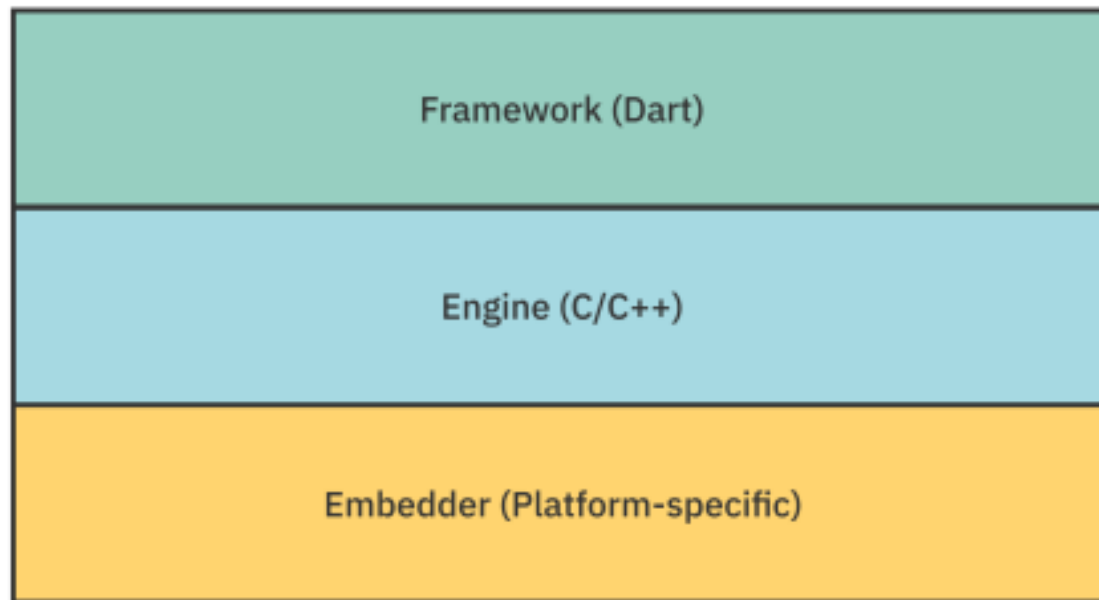 Framework (Dart)
Engine (C/C++)
Embedder (Platform-specific)